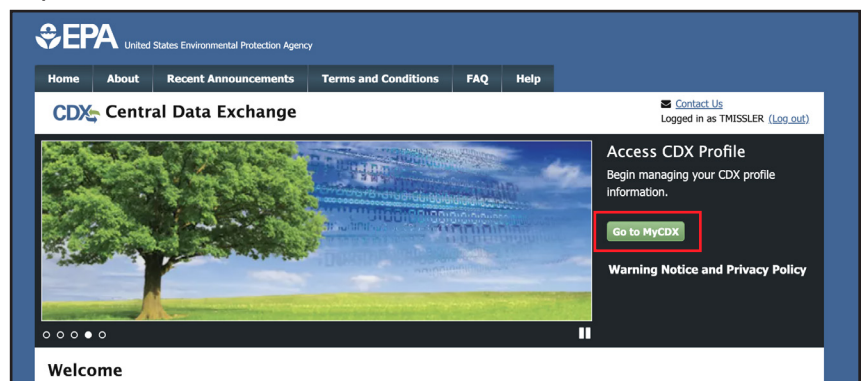 EPA United States Environmental Protection Agency
Home About Recent Announcements Terms and Conditions FAQ Help
CDX Central Data Exchange
Contact Us
Logged in as TMISSLER (Log out)
Access CDX Profile
Begin managing your CDX profile
information.
Go to MyCDX
Warning Notice and Privacy Policy
Welcome